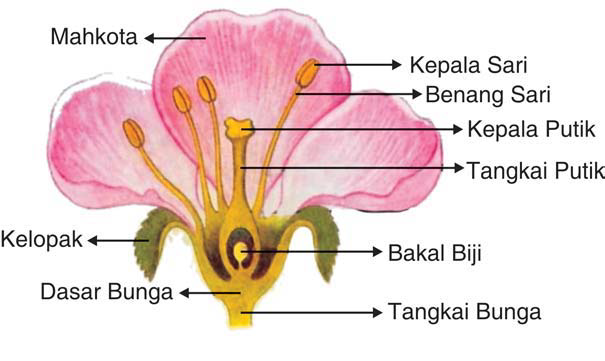 Mahkota
Kepala Sari
Benang Sari
Kepala Putik
Tangkai Putik
Kelopak
Bakal Biji
Dasar Bunga
Tangkai Bunga